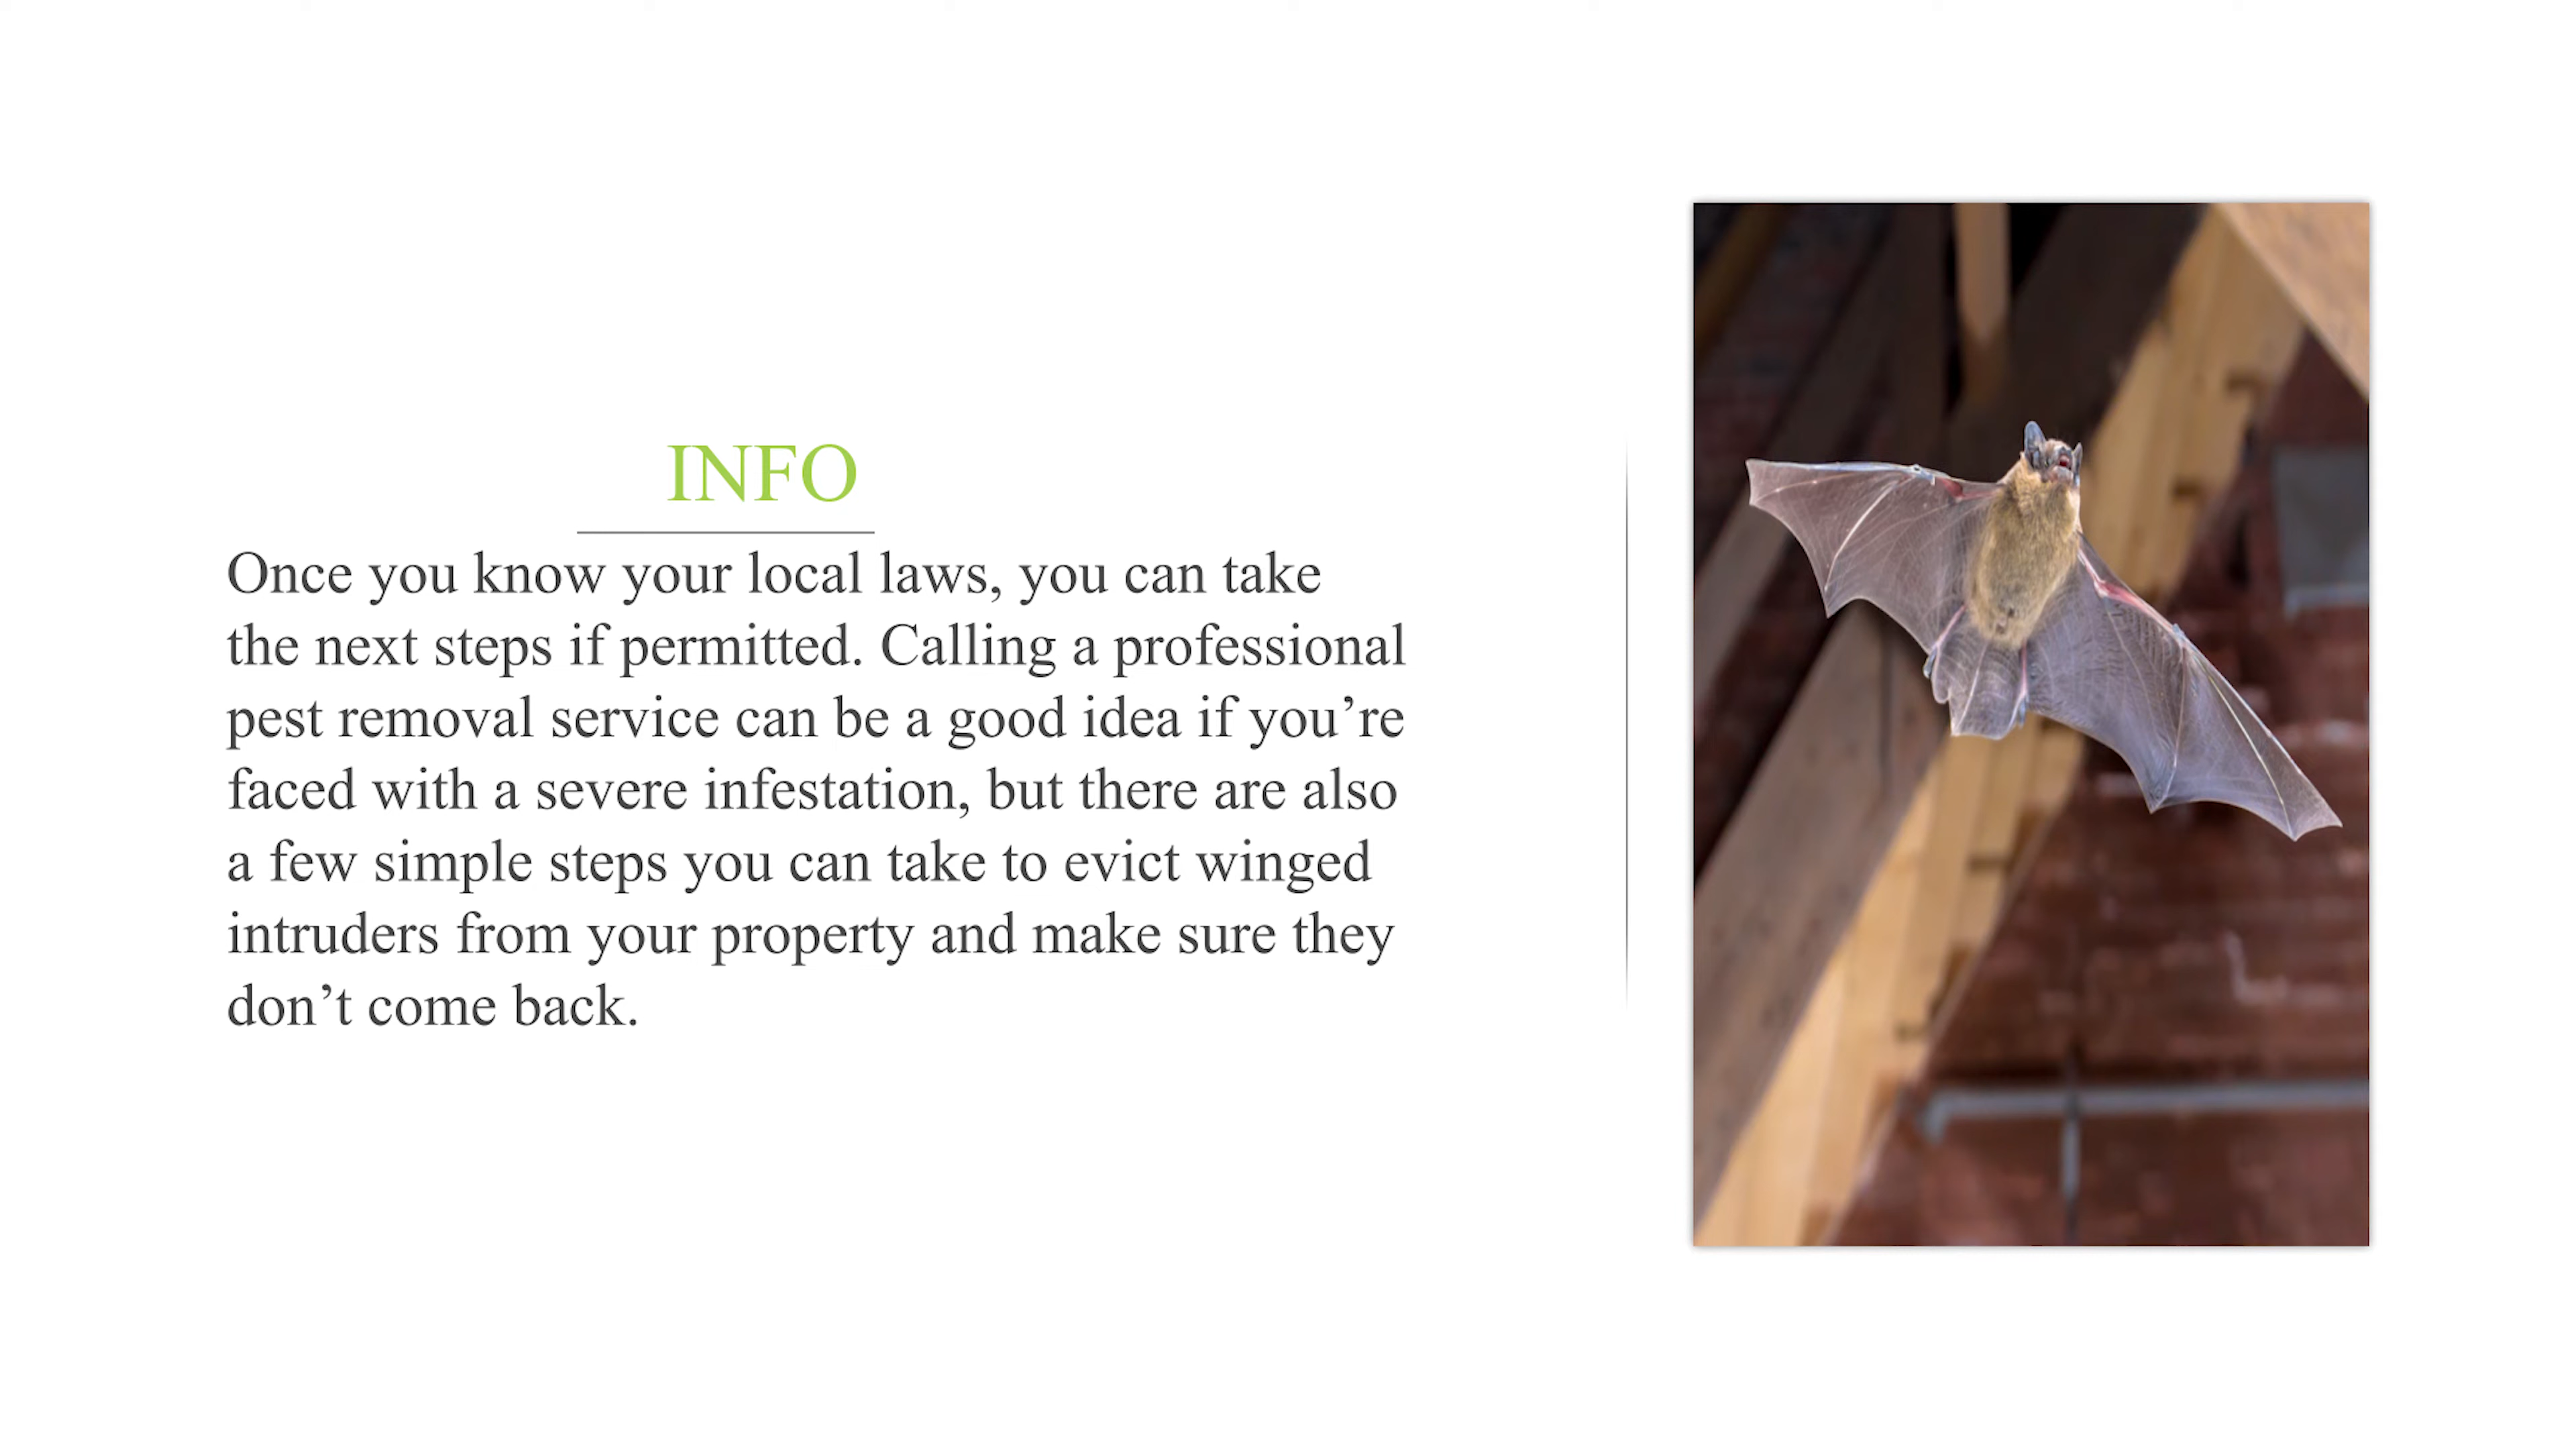 INFO
Once you know your local laws, you can take
the next steps if permitted. Calling a professional
pest removal service can be a good idea if you’re
faced with a severe infestation, but there are also
a few simple steps you can take to evict winged
intruders from your property and make sure they
don’t come back.